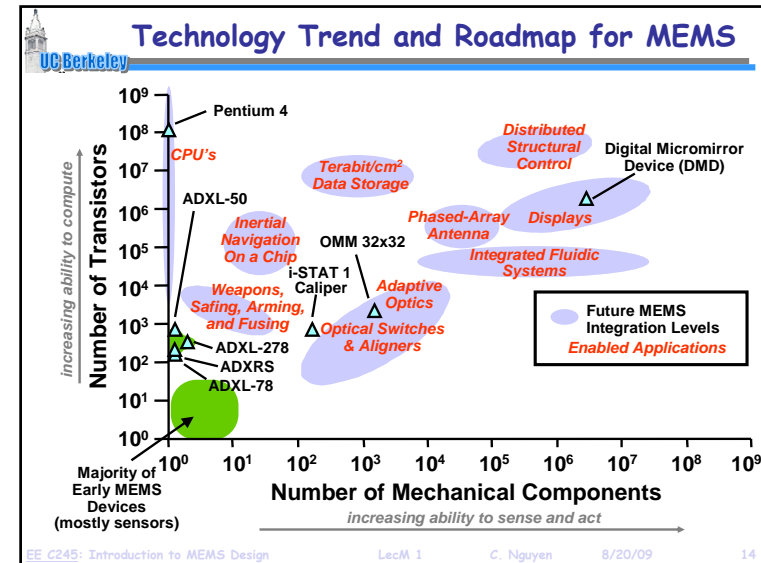 Technology Trend and Roadmap for MEMS
UC Berkeley
10⁹
10⁸
10⁷
10⁶
10⁵
10⁴
10³
10²
10¹
10⁰
Number of Transistors
increasing ability to compute
Pentium 4
CPU's
ADXL-50
Inertial
Navigation
On a Chip
Weapons,
Safing, Arming,
and Fusing
ADXL-278
ADXRS
ADXL-78
Terabit/cm²
Data Storage
OMM 32x32
i-STAT 1
Caliper
Adaptive
Optics
Optical Switches
& Aligners
Phased-Array
Antenna
Distributed
Structural
Control
Digital Micromirror
Device (DMD)
Displays
Integrated Fluidic
Systems
Future MEMS
Integration Levels
Enabled Applications
10⁰ 10¹ 10² 10³ 10⁴ 10⁵ 10⁶ 10⁷ 10⁸ 10⁹
Majority of
Early MEMS
Devices
(mostly sensors)
Number of Mechanical Components
increasing ability to sense and act
EE C245: Introduction to MEMS Design LecM 1 C. Nguyen 8/20/09 14